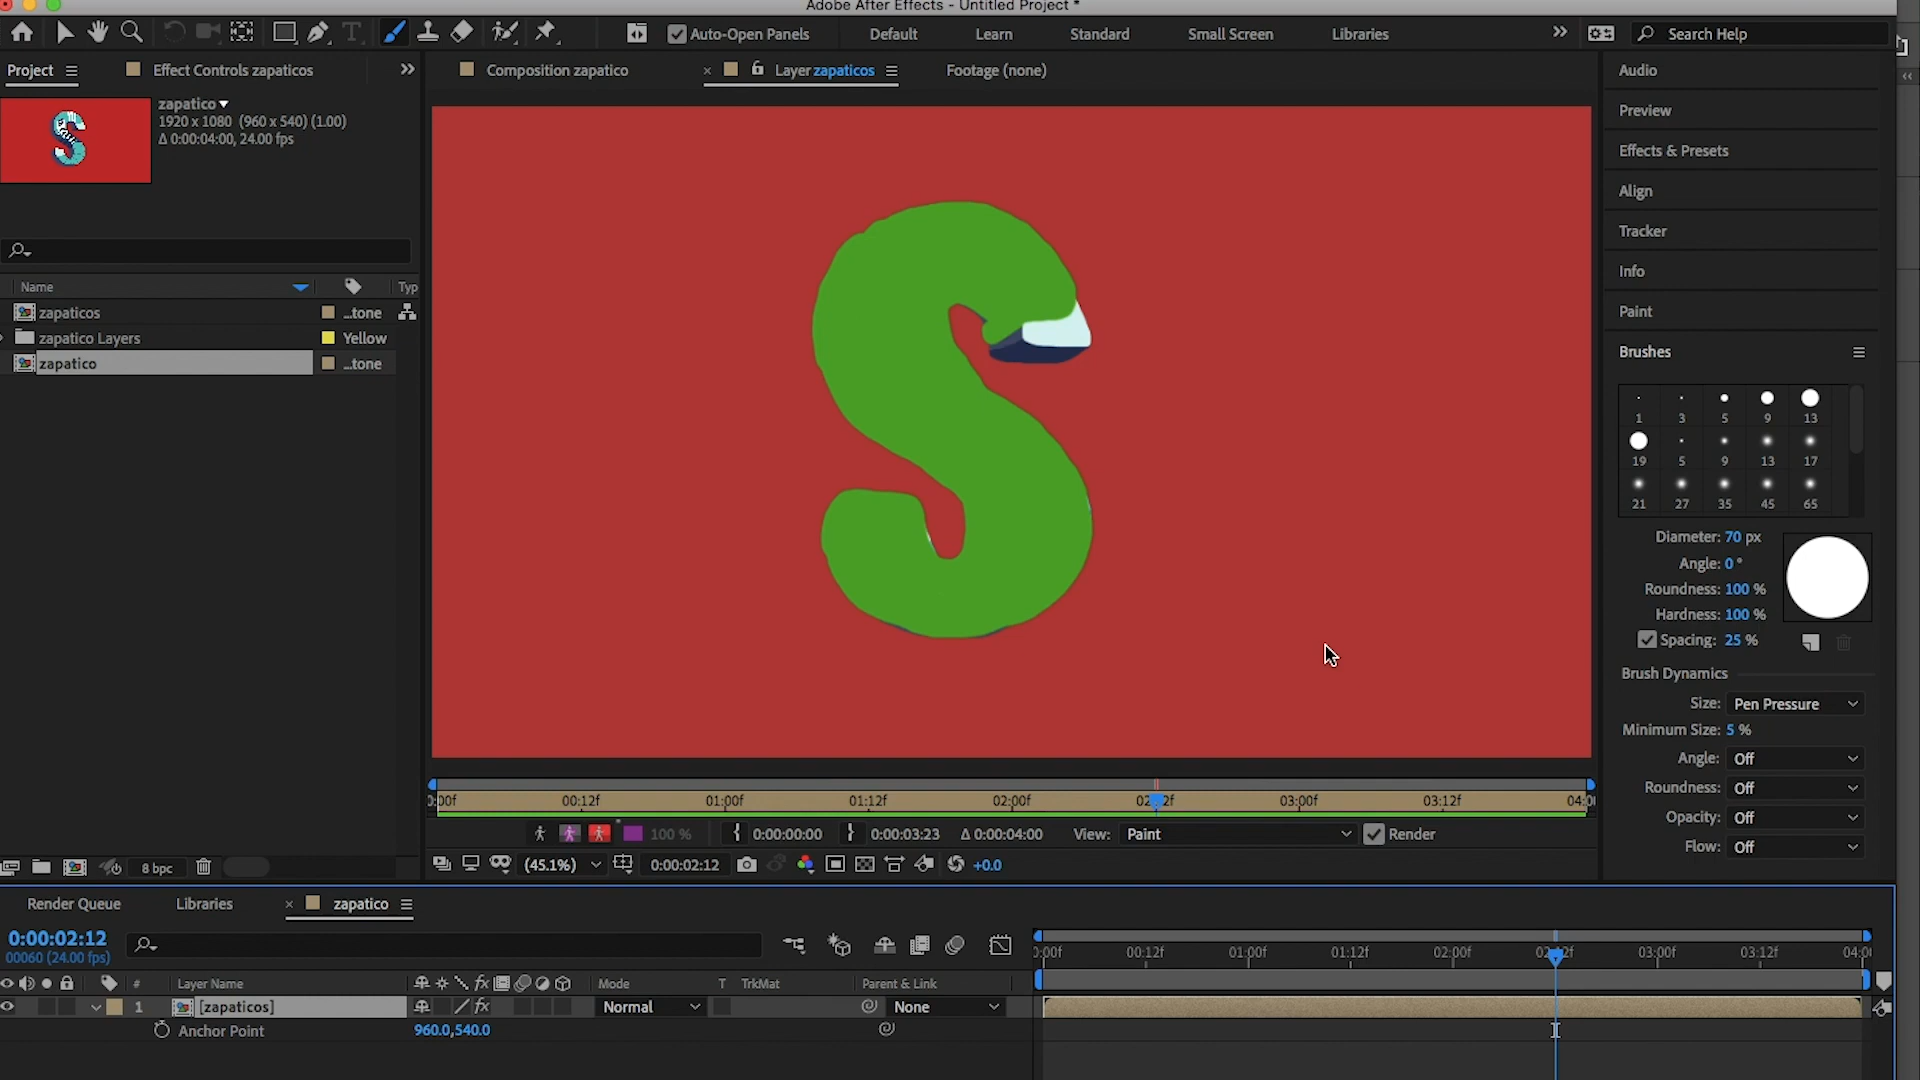 Adobe After Effects - Untitled Project *
Auto-Open Panels
Default
Learn
Standard
Small Screen
Libraries
Search Help
Project
Effect Controls zapaticos
Composition zapatico
Layer zapaticos
Footage (none)
zapatico
1920 x 1080 (960 x 540) (1.00)
Δ 0:00:04:00, 24.00 fps
Name
Typ
zapaticos
...tone
zapatico Layers
Yellow
zapatico
...tone
Audio
Preview
Effects & Presets
Align
Tracker
Info
Paint
Brushes
1 3 5 9 13
19 5 9 13 17
21 27 35 45 65
Diameter: 70 px
Angle: 0 °
Roundness: 100 %
Hardness: 100 %
Spacing: 25 %
Brush Dynamics
Size: Pen Pressure
Minimum Size: 5 %
Angle: Off
Roundness: Off
Opacity: Off
Flow: Off
S
00:12f 01:00f 01:12f 02:00f 03:00f 03:12f
100 %
0:00:00:00
0:00:03:23
Δ 0:00:04:00
View: Paint
Render
(45.1%)
0:00:02:12
+0.0
8 bpc
Render Queue
Libraries
zapatico
0:00:02:12
00060 (24.00 fps)
00:12f 01:00f 01:12f 02:00f 03:00f 03:12f
# Layer Name
Mode
T TrkMat
Parent & Link
1 [zapaticos]
fx
Normal
None
Anchor Point
960.0,540.0